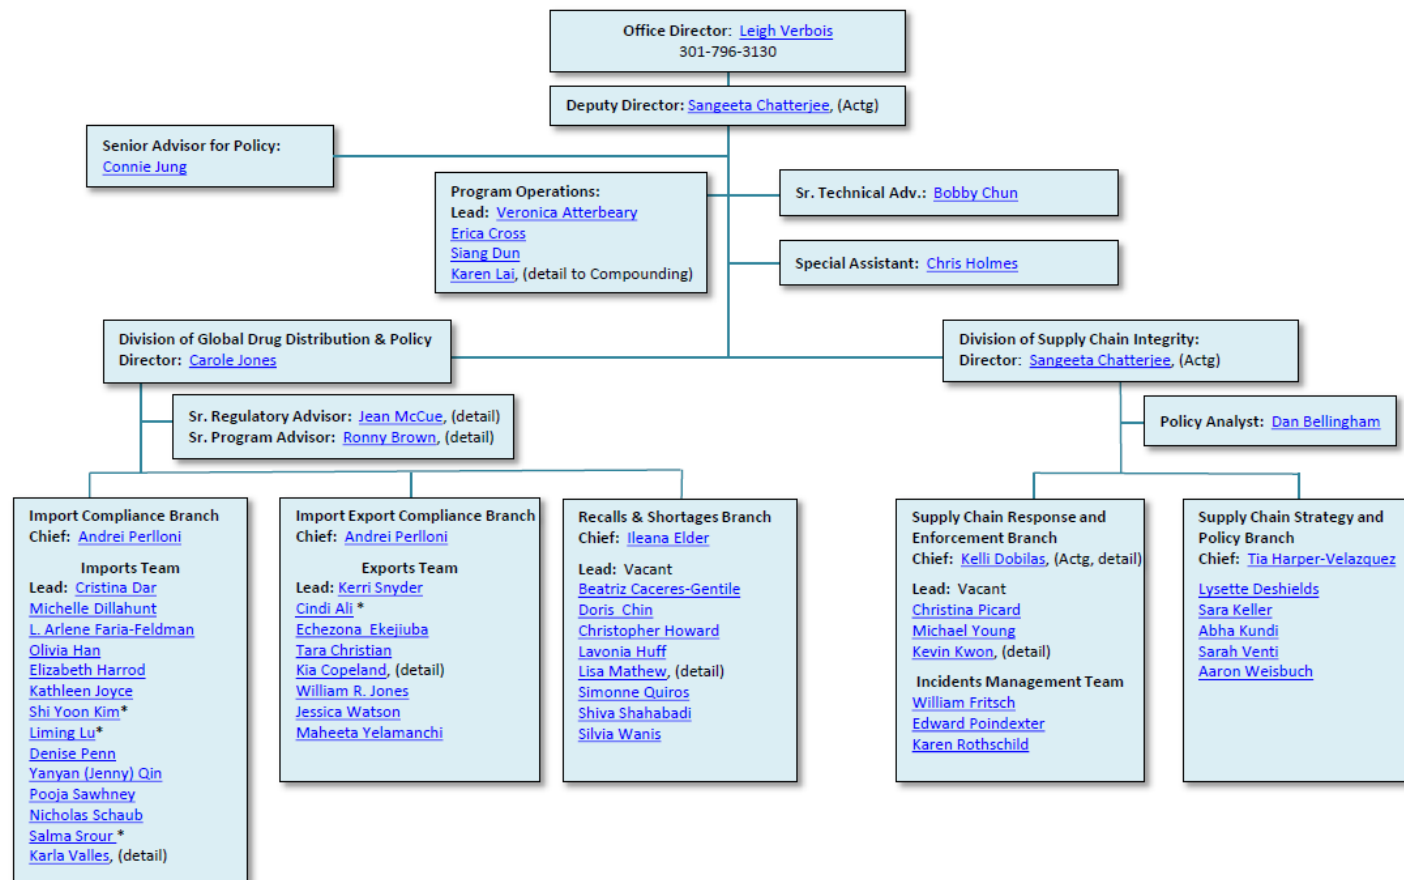 Office Director: Leigh Verbois
301-796-3130
Deputy Director: Sangeeta Chatterjee, (Actg)
Senior Advisor for Policy:
Connie Jung
Program Operations:
Lead: Veronica Atterbeary
Erica Cross
Siang Dun
Karen Lai, (detail to Compounding)
Sr. Technical Adv.: Bobby Chun
Special Assistant: Chris Holmes
Division of Global Drug Distribution & Policy
Director: Carole Jones
Division of Supply Chain Integrity:
Director: Sangeeta Chatterjee, (Actg)
Sr. Regulatory Advisor: Jean McCue, (detail)
Sr. Program Advisor: Ronny Brown, (detail)
Policy Analyst: Dan Bellingham
Import Compliance Branch
Chief: Andrei Perlloni
Imports Team
Lead: Cristina Dar
Michelle Dillahunt
L. Arlene Faria-Feldman
Olivia Han
Elizabeth Harrod
Kathleen Joyce
Shi Yoon Kim*
Liming Lu*
Denise Penn
Yanyan (Jenny) Qin
Pooja Sawhney
Nicholas Schaub
Salma Srour *
Karla Valles, (detail)
Import Export Compliance Branch
Chief: Andrei Perlloni
Exports Team
Lead: Kerri Snyder
Cindi Ali *
Echezona Ekejiuba
Tara Christian
Kia Copeland, (detail)
William R. Jones
Jessica Watson
Maheeta Yelamanchi
Recalls & Shortages Branch
Chief: Ileana Elder
Lead: Vacant
Beatriz Caceres-Gentile
Doris Chin
Christopher Howard
Lavonia Huff
Lisa Mathew, (detail)
Simonne Quiros
Shiva Shahabadi
Silvia Wanis
Supply Chain Response and
Enforcement Branch
Chief: Kelli Dobilas, (Actg, detail)
Lead: Vacant
Christina Picard
Michael Young
Kevin Kwon, (detail)
Incidents Management Team
William Fritsch
Edward Poindexter
Karen Rothschild
Supply Chain Strategy and
Policy Branch
Chief: Tia Harper-Velazquez
Lysette Deshields
Sara Keller
Abha Kundi
Sarah Venti
Aaron Weisbuch